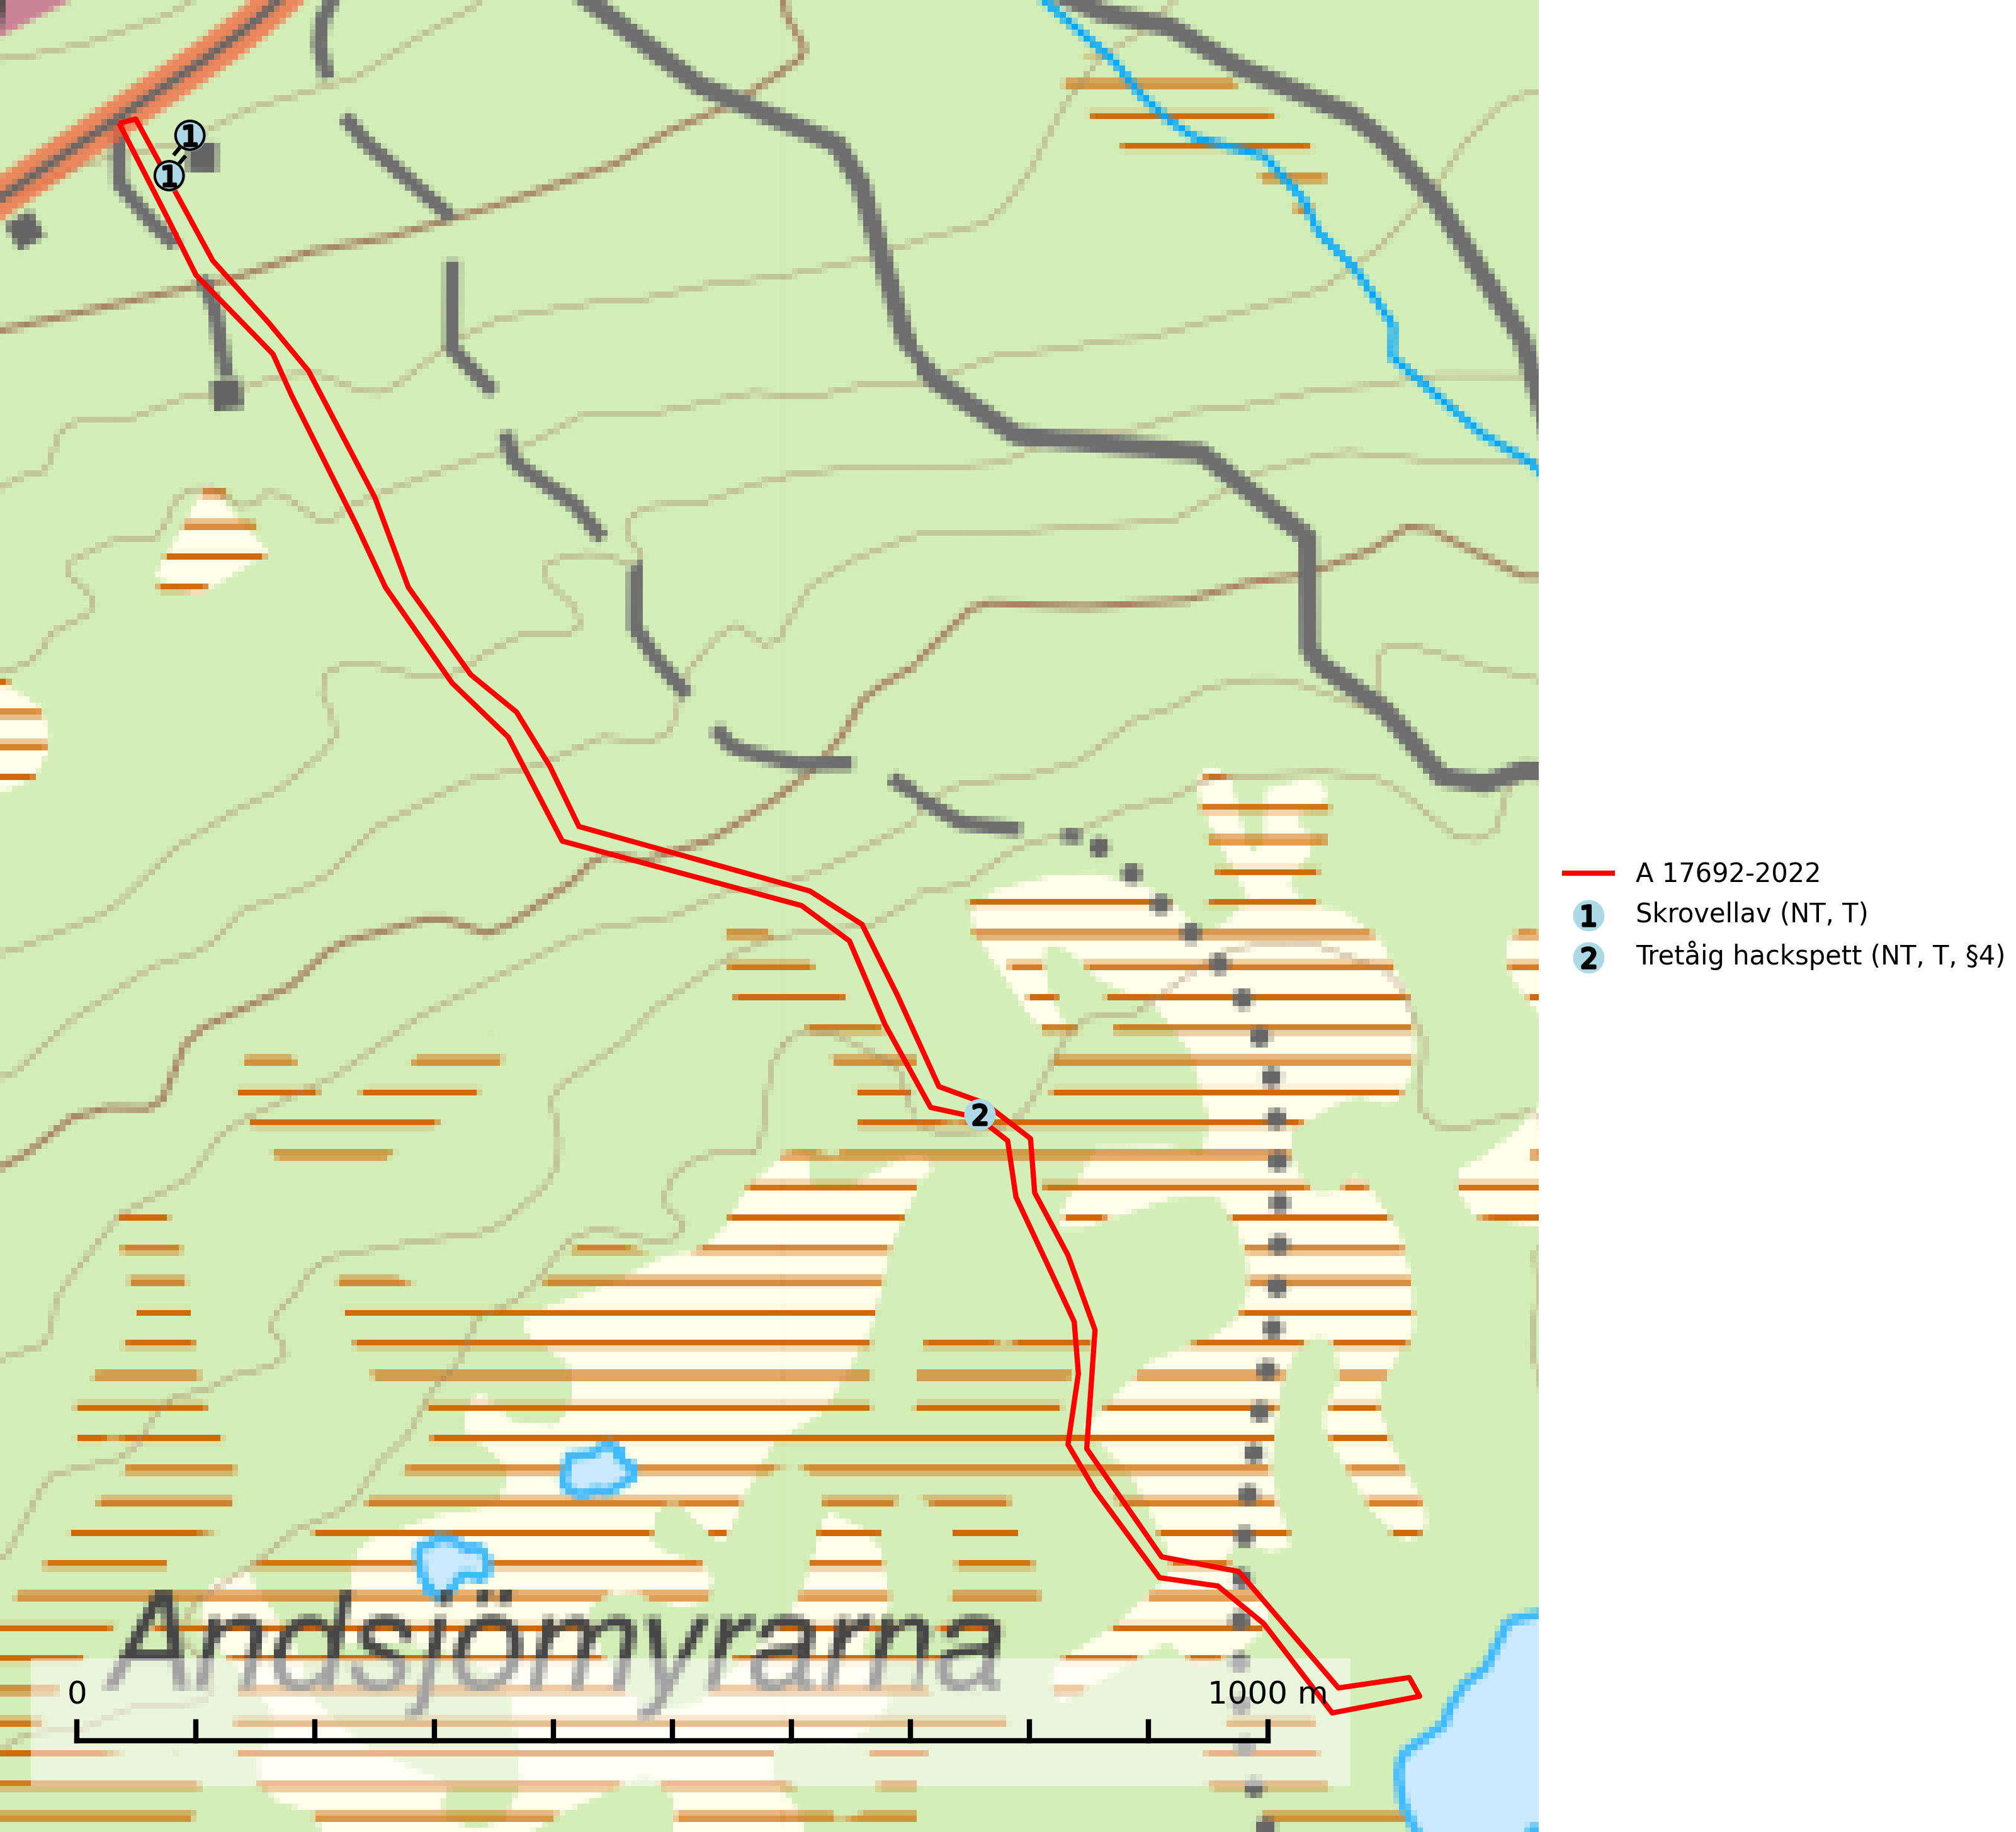 1
1
2
A 17692-2022
1 Skrovellav (NT, T)
2 Tretåig hackspett (NT, T, §4)
Andsjömyrarna
0 1000 m